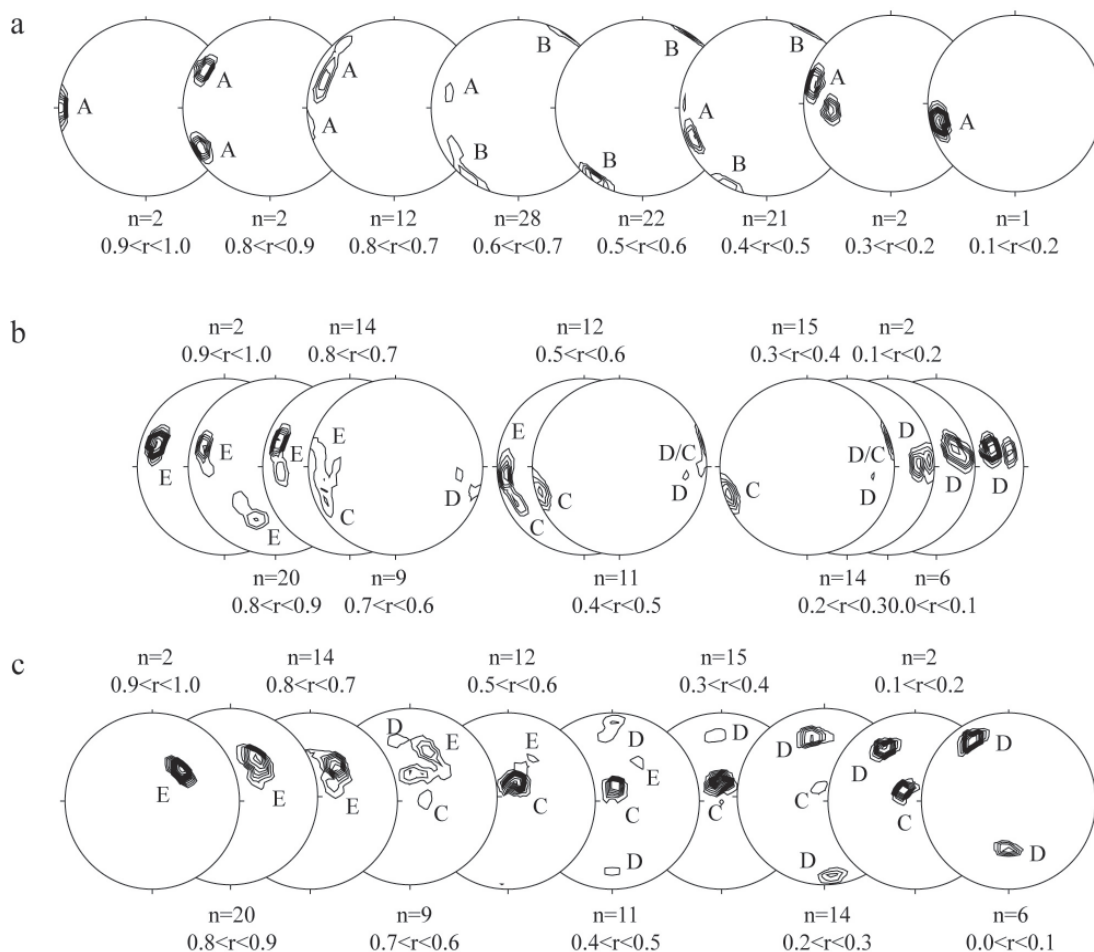 a
A A A A A B B B B A B A A
n=2 n=2 n=12 n=28 n=22 n=21 n=2 n=1
0.9<r<1.0 0.8<r<0.9 0.8<r<0.7 0.6<r<0.7 0.5<r<0.6 0.4<r<0.5 0.3<r<0.2 0.1<r<0.2
b
n=2 n=14 n=12 n=15 n=2
0.9<r<1.0 0.8<r<0.7 0.5<r<0.6 0.3<r<0.4 0.1<r<0.2
E E E E E C D E C D/C D C D/C D D D D
n=20 n=9 n=11 n=14 n=6
0.8<r<0.9 0.7<r<0.6 0.4<r<0.5 0.2<r<0.30.0<r<0.1
c
n=2 n=14 n=12 n=15 n=2
0.9<r<1.0 0.8<r<0.7 0.5<r<0.6 0.3<r<0.4 0.1<r<0.2
E E E D E C E C D E C D D C D C D D C D D
n=20 n=9 n=11 n=14 n=6
0.8<r<0.9 0.7<r<0.6 0.4<r<0.5 0.2<r<0.3 0.0<r<0.1